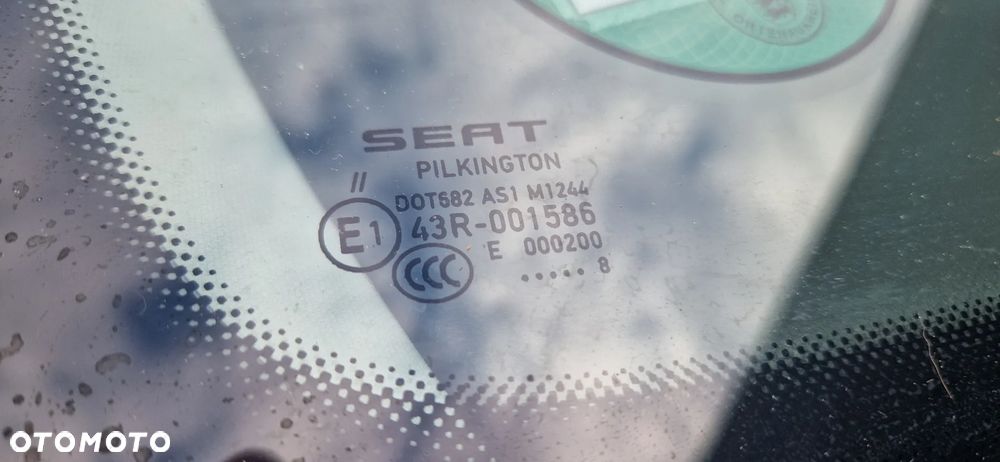 SEAT
PILKINGTON
//
DOT682 AS1 M1244
E1 43R-001586
CCC E 000200
..... 8
OTOMOTO